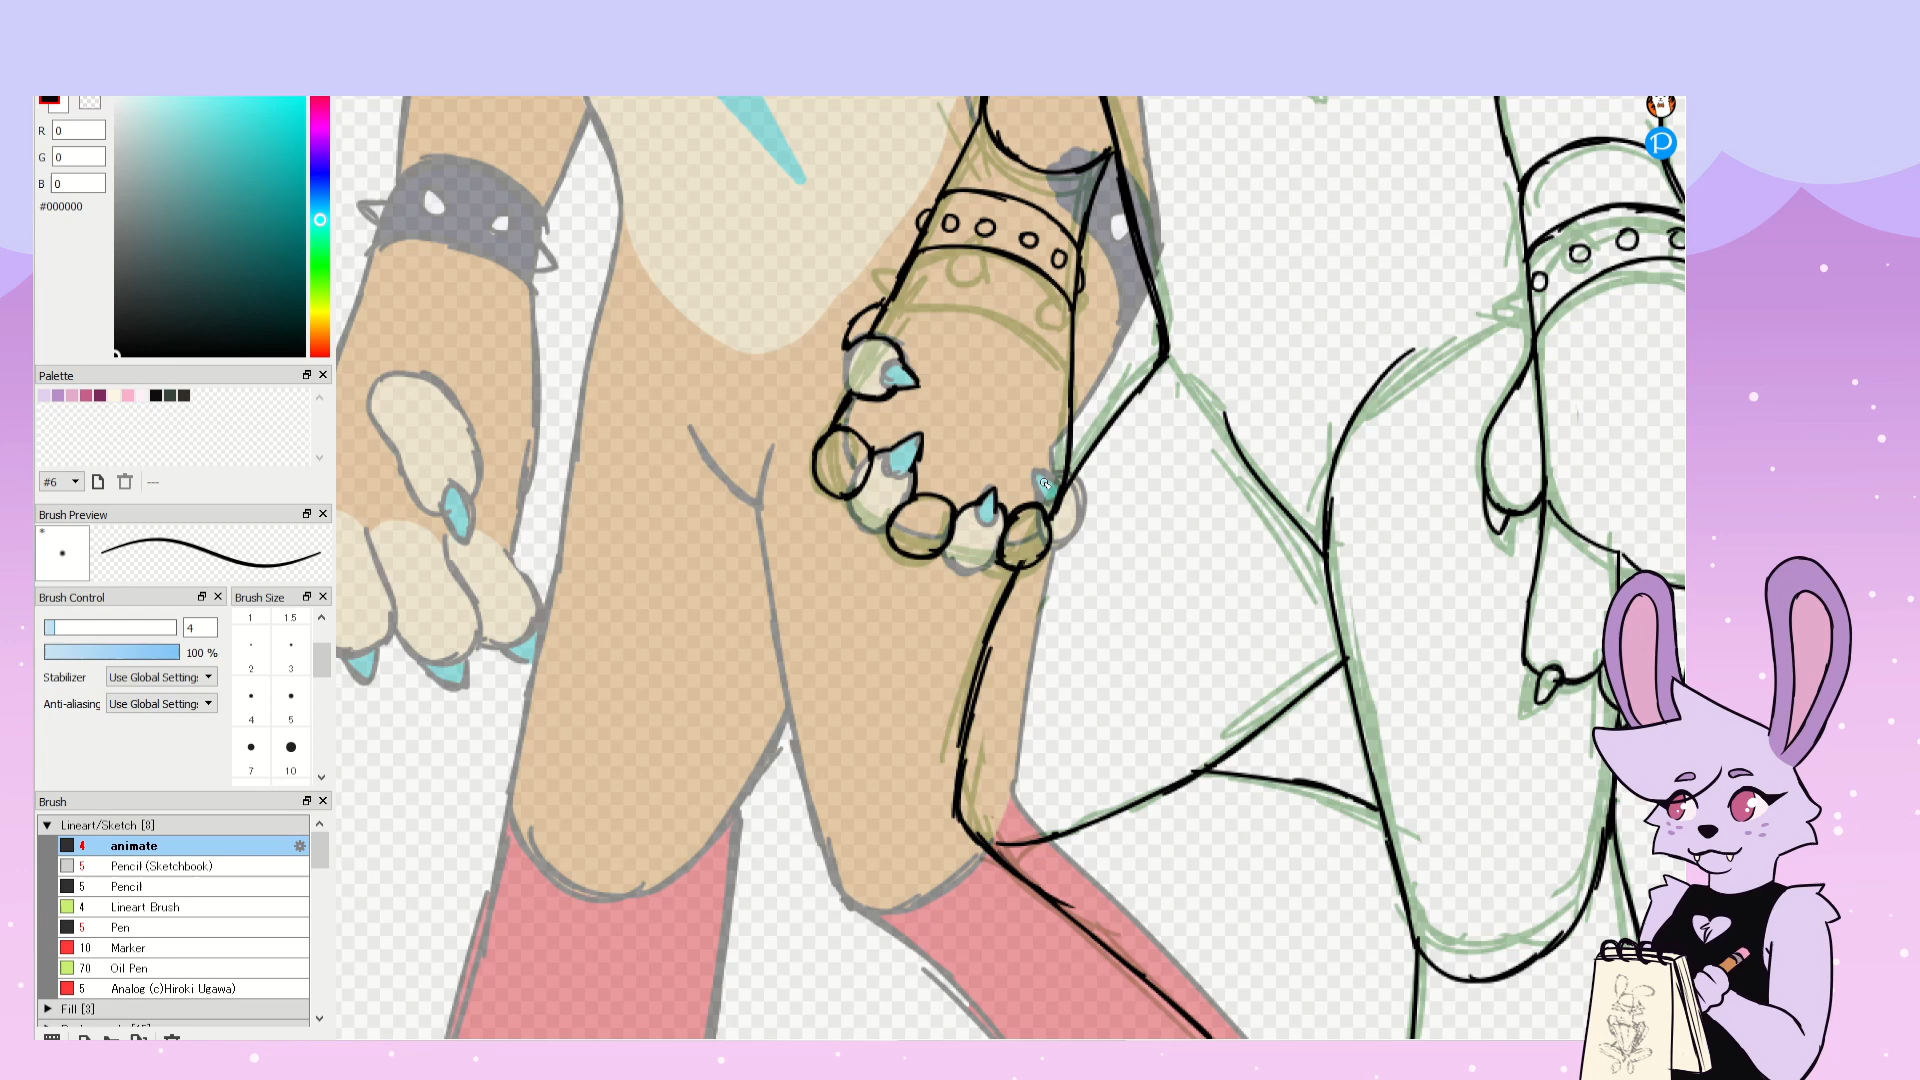 R 0
G 0
B 0
#000000
Palette
#6
---
Brush Preview
*
Brush Control
Brush Size
4
100 %
Stabilizer Use Global Setting:
Anti-aliasing Use Global Setting:
1 1.5
2 3
4 5
7 10
Brush
Lineart/Sketch [8]
4 animate
5 Pencil (Sketchbook)
5 Pencil
4 Lineart Brush
5 Pen
10 Marker
70 Oil Pen
5 Analog (c)Hiroki Ugawa)
Fill [3]
P